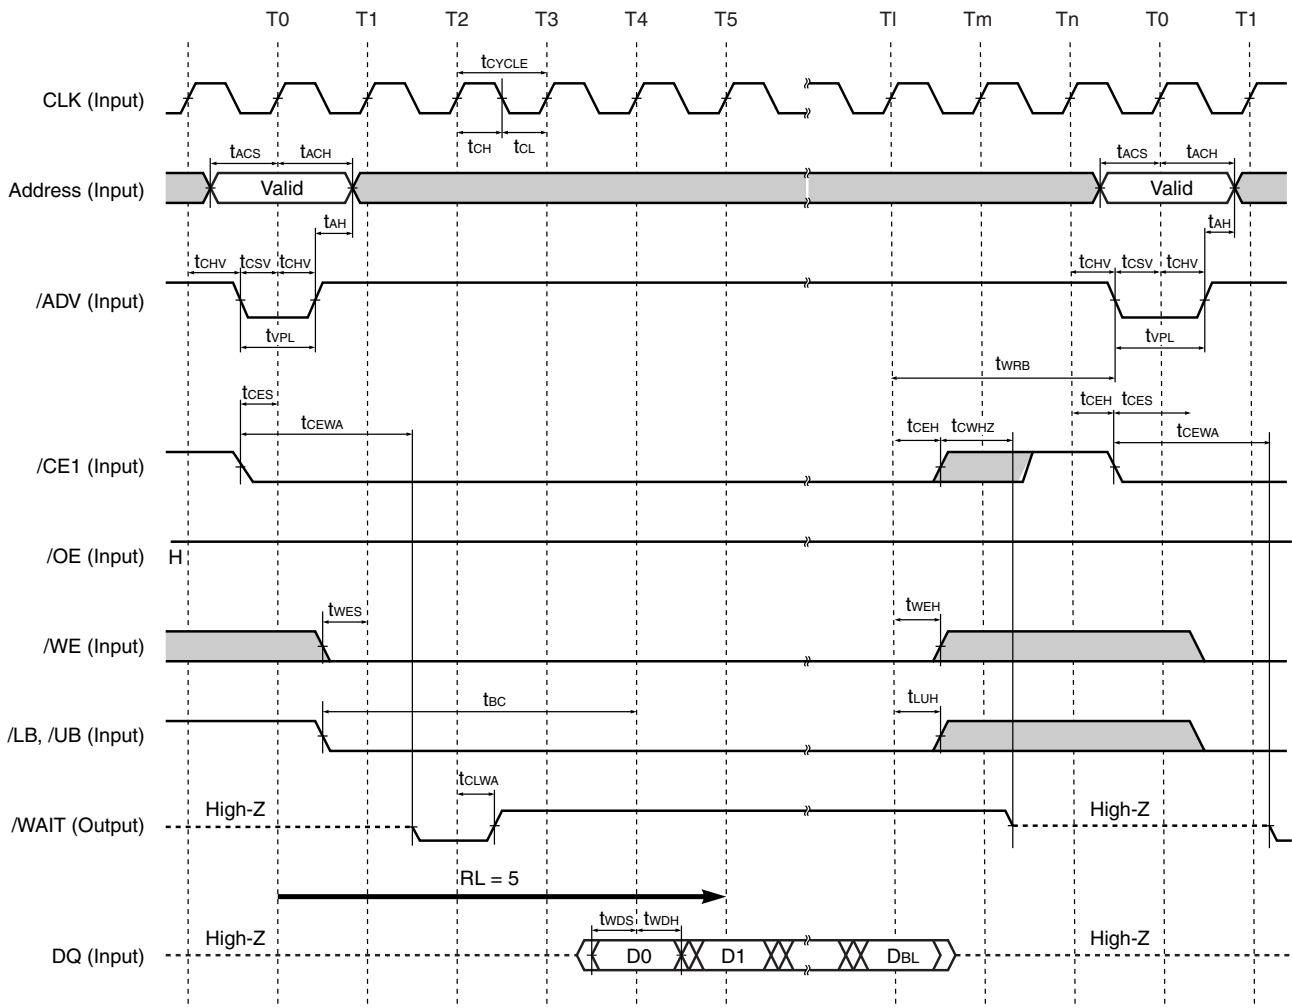 T0 T1 T2 T3 T4 T5 Tl Tm Tn T0 T1
tCYCLE
CLK (Input)
tCH tCL
tACS tACH tACS tACH
Address (Input) Valid Valid
tAH tAH
tCHV tCSV tCHV tCHV tCSV tCHV
/ADV (Input)
tVPL tVPL
tWRB
tCES tCEH tCES
tCEWA tCEH tCWHZ tCEWA
/CE1 (Input)
/OE (Input) H
tWES tWEH
/WE (Input)
tBC tLUH
/LB, /UB (Input)
tCLWA
High-Z High-Z
/WAIT (Output)
RL = 5
tWDS tWDH
High-Z High-Z
DQ (Input) D0 D1 DBL